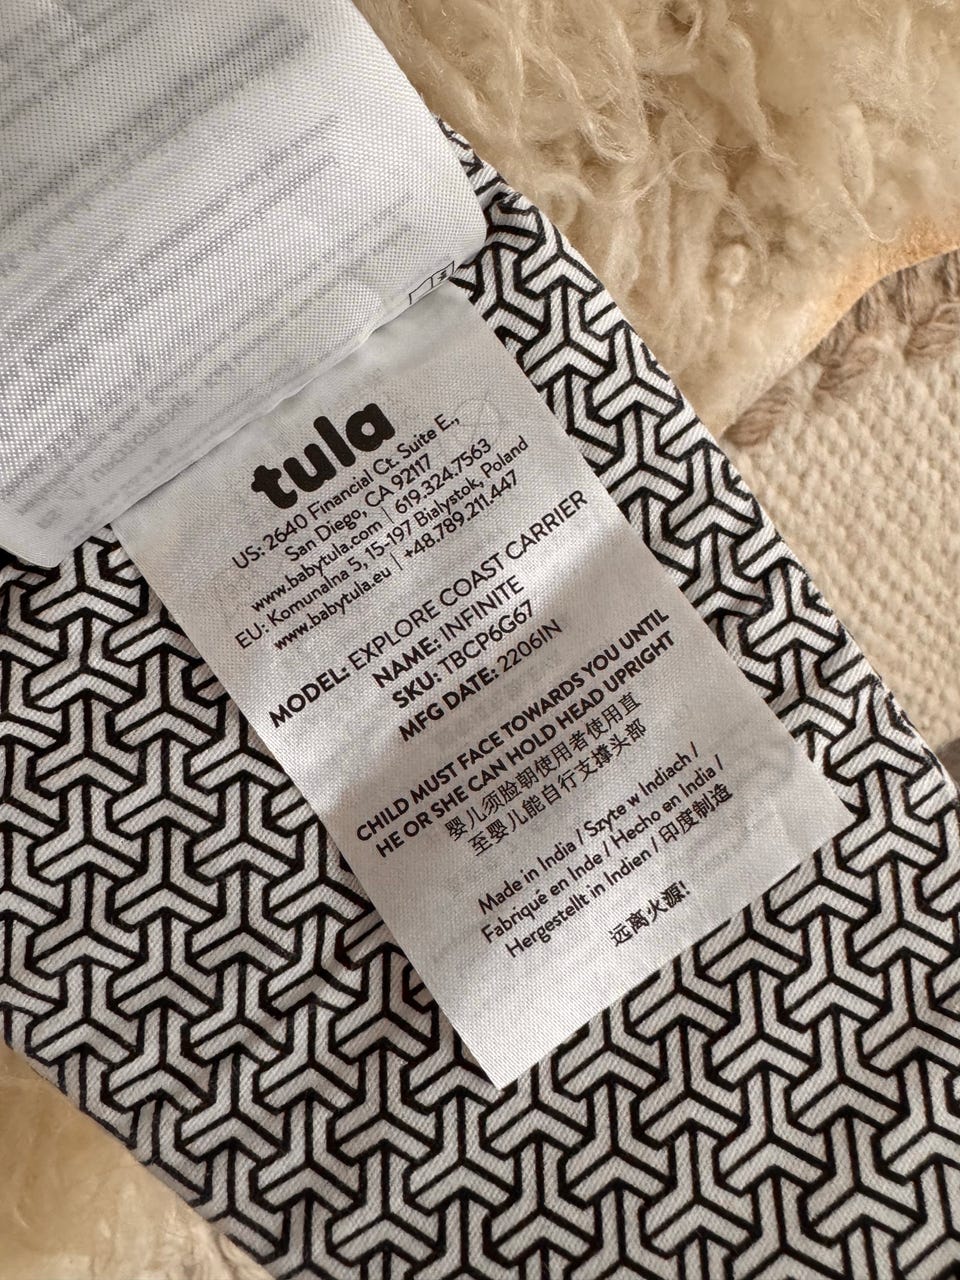 tula
US: 2640 Financial Ct. Suite E.,
San Diego, CA 92117
www.babytula.com | 619.324.7563
EU: Komunalna 5, 15-197 Bialystok, Poland
www.babytula.eu | +48.789.211.447
MODEL: EXPLORE COAST CARRIER
NAME: INFINITE
SKU: TBCP6G67
MFG DATE: 2206IN
CHILD MUST FACE TOWARDS YOU UNTIL
HE OR SHE CAN HOLD HEAD UPRIGHT
婴儿须脸朝使用者使用直
至婴儿能自行支撑头部
Made in India / Szyte w Indiach /
Fabriqué en Inde / Hecho en India /
Hergestellt in Indien / 印度制造
远离火源!